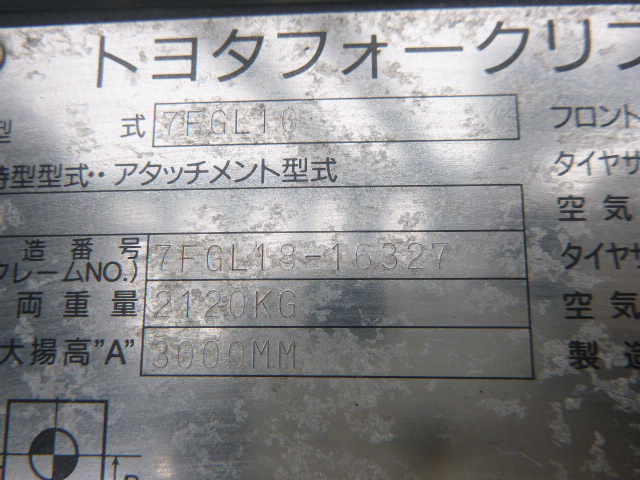 トヨタフォークリフ
型式 7FGL10 フロント
特型型式・・アタッチメント型式 タイヤサ
空気
造番号 7FGL18-16327 タイヤサ
(フレームNO.) 空気
両重量 2120KG
大揚高"A" 3000MM 製造